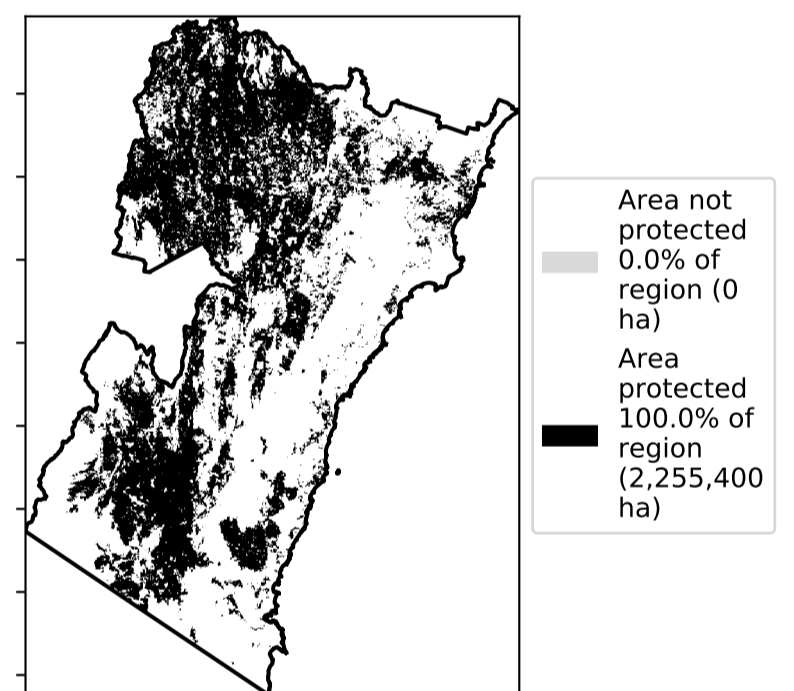 Area not
protected
0.0% of
region (0
ha)
Area
protected
100.0% of
region
(2,255,400
ha)